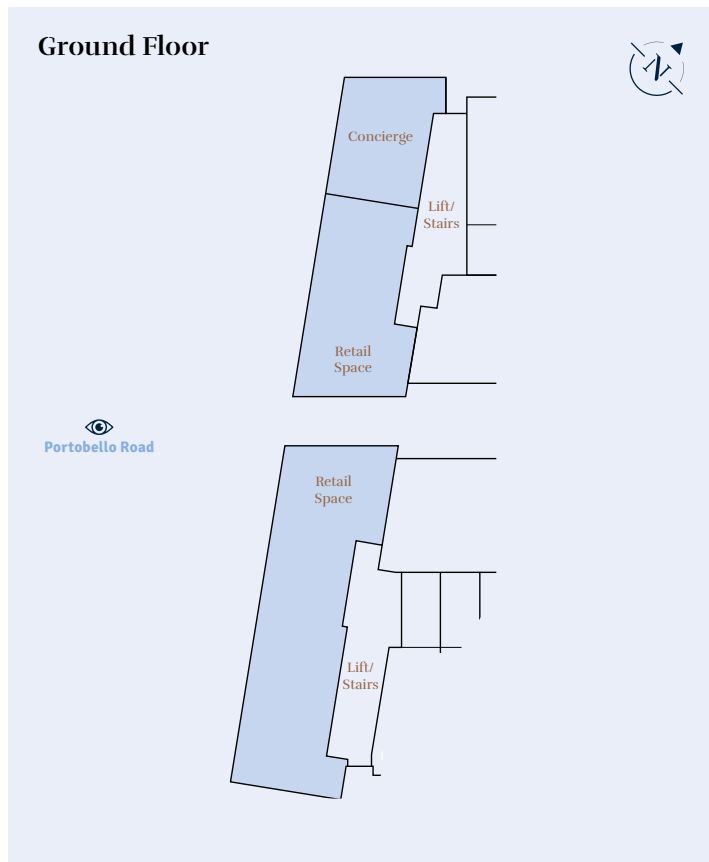 Ground Floor
N
Concierge
Lift/
Stairs
Retail
Space
Portobello Road
Retail
Space
Lift/
Stairs